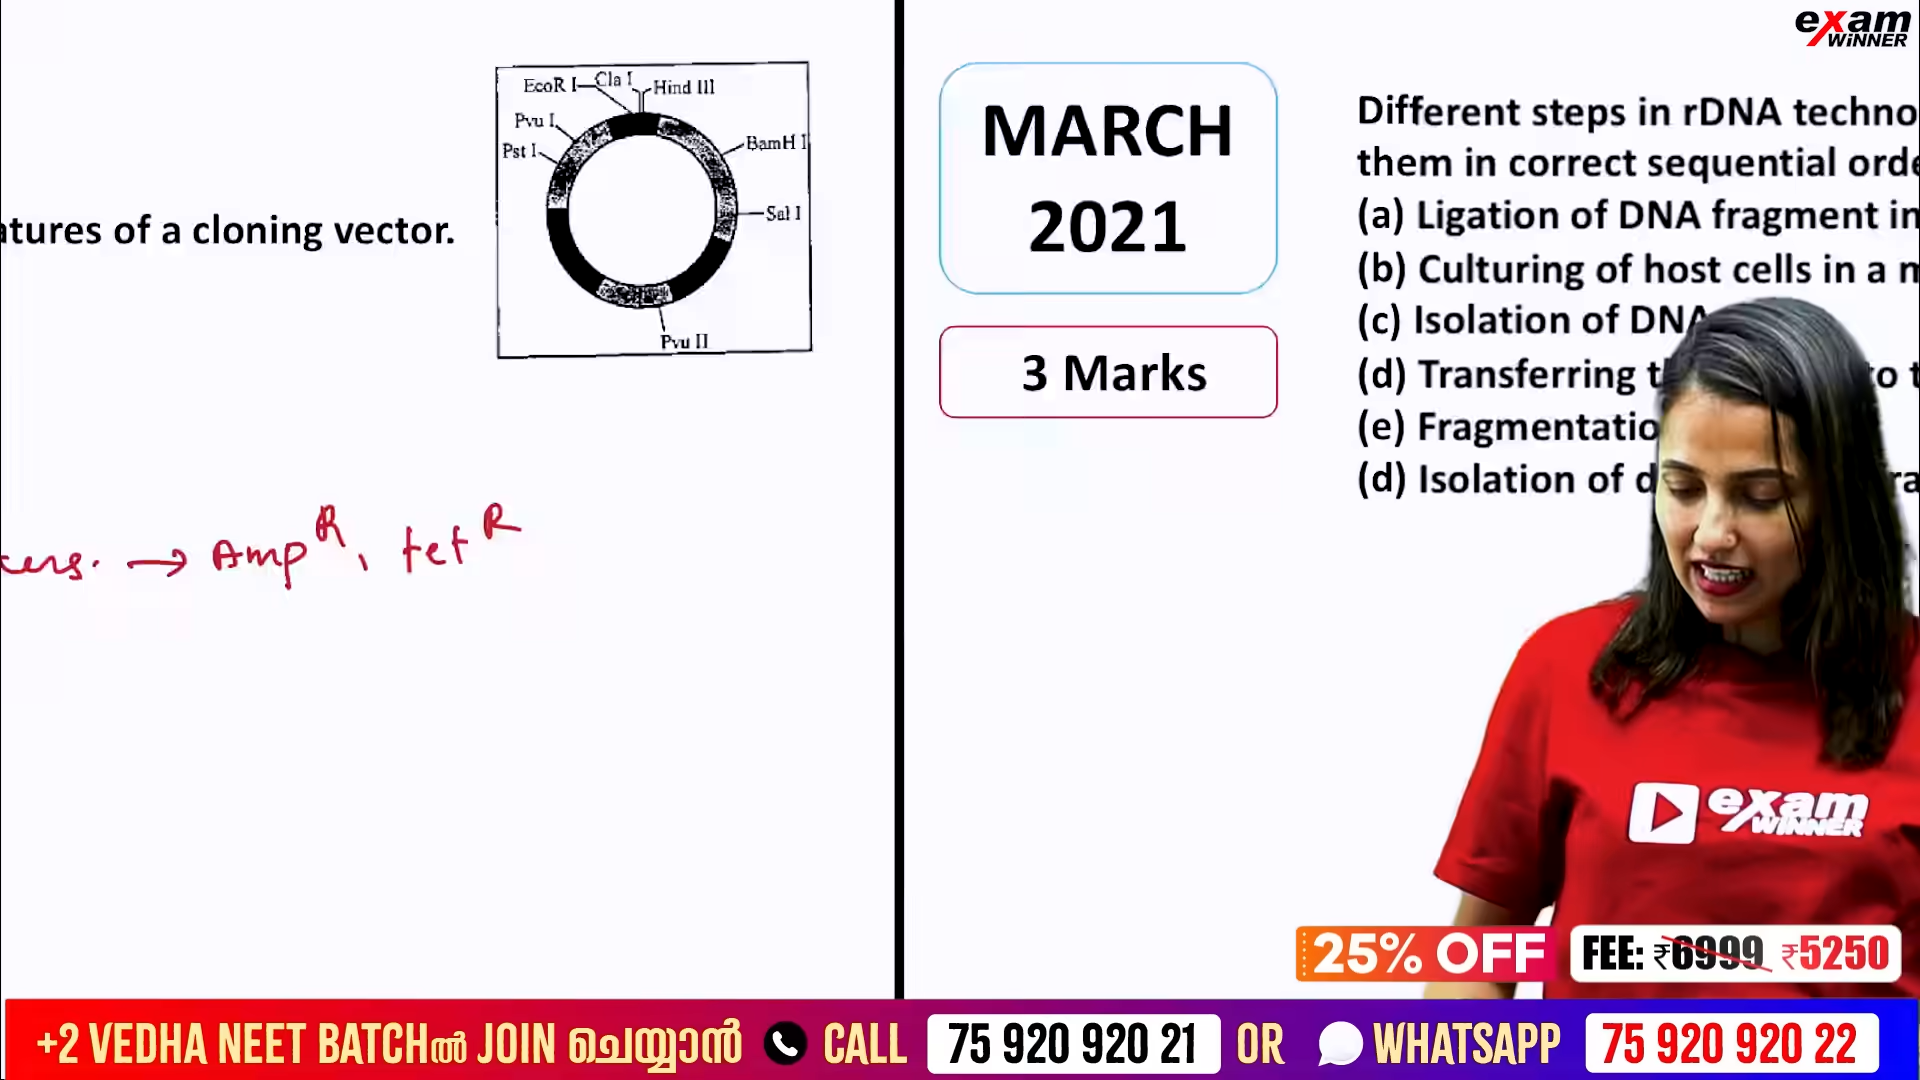 exam
WiNNER
EcoR I
Cla I
Hind III
Pvu I
Pst I
BamH I
Sal I
Pvu II
atures of a cloning vector.
Amp R, tet R
MARCH
2021
3 Marks
Different steps in rDNA techno
them in correct sequential orde
(a) Ligation of DNA fragment in
(b) Culturing of host cells in a m
(c) Isolation of DNA
(d) Transferring t o t
(e) Fragmentatio
(d) Isolation of d ra
exam
WiNNER
25% OFF
FEE: ₹6999 ₹5250
+2 VEDHA NEET BATCHൽ JOIN ചെയ്യാൻ CALL 75 920 920 21 OR WHATSAPP 75 920 920 22